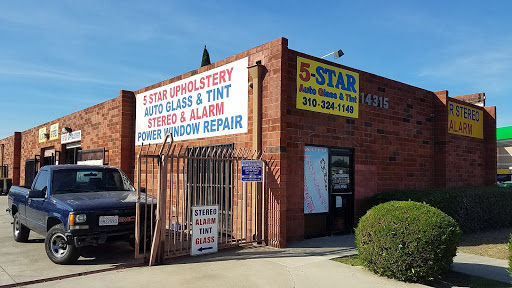 5 STAR UPHOLSTERY
AUTO GLASS & TINT
STEREO & ALARM
POWER WINDOW REPAIR
5-STAR
Auto Glass & Tint
310-324-1149
14315
STEREO
ALARM
STEREO
ALARM
TINT
GLASS